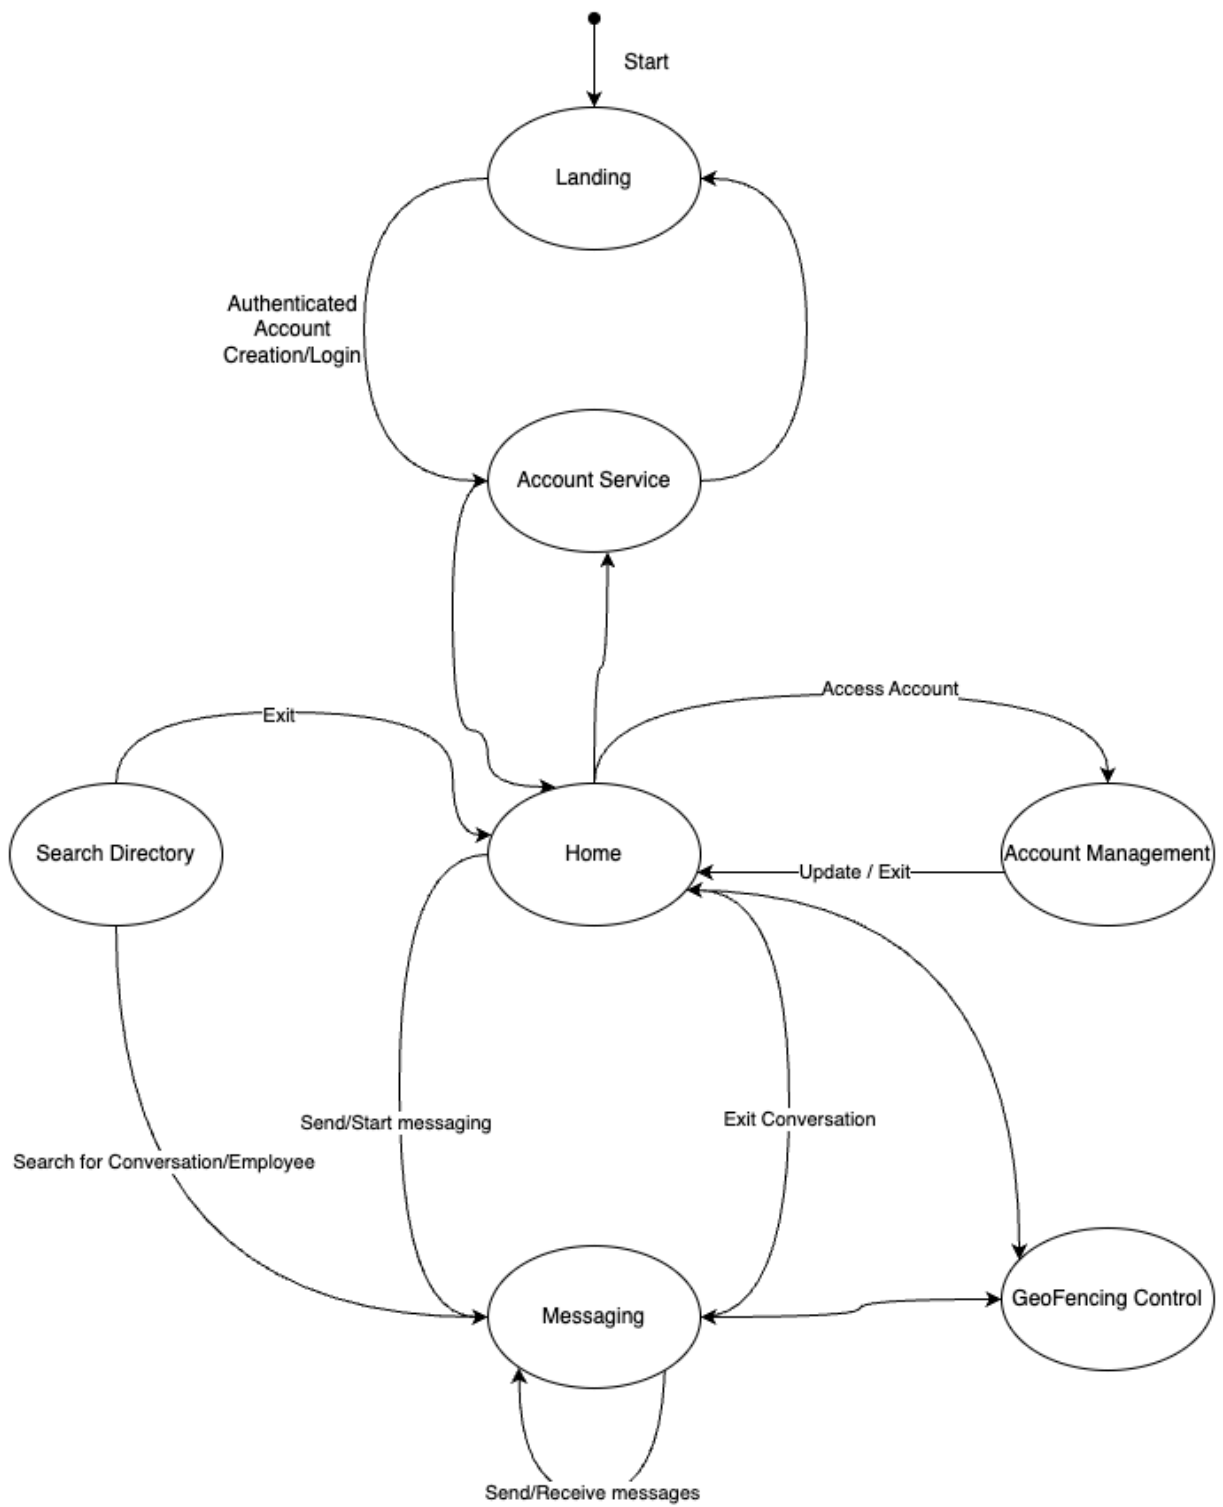 Start
Landing
Authenticated
Account
Creation/Login
Account Service
Access Account
Exit
Search Directory
Home
Account Management
Update / Exit
Send/Start messaging
Exit Conversation
Search for Conversation/Employee
GeoFencing Control
Messaging
Send/Receive messages